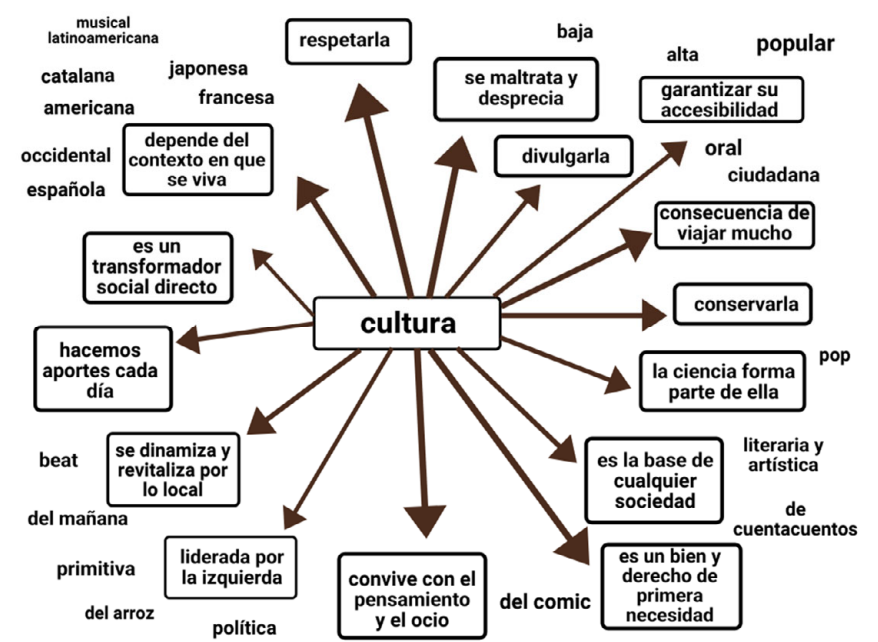 musical
latinoamericana
respetarla
baja
popular
alta
catalana
japonesa
se maltrata y
desprecia
garantizar su
accesibilidad
americana
francesa
depende del
contexto en que
se viva
occidental
española
divulgarla
oral
ciudadana
consecuencia de
viajar mucho
es un
transformador
social directo
conservarla
cultura
hacemos
aportes cada
día
pop
la ciencia forma
parte de ella
beat
se dinamiza y
revitaliza por
lo local
es la base de
cualquier
sociedad
literaria y
artística
del mañana
de
cuentacuentos
primitiva
liderada por
la izquierda
convive con el
pensamiento
y el ocio
del comic
es un bien y
derecho de
primera
necesidad
del arroz
política